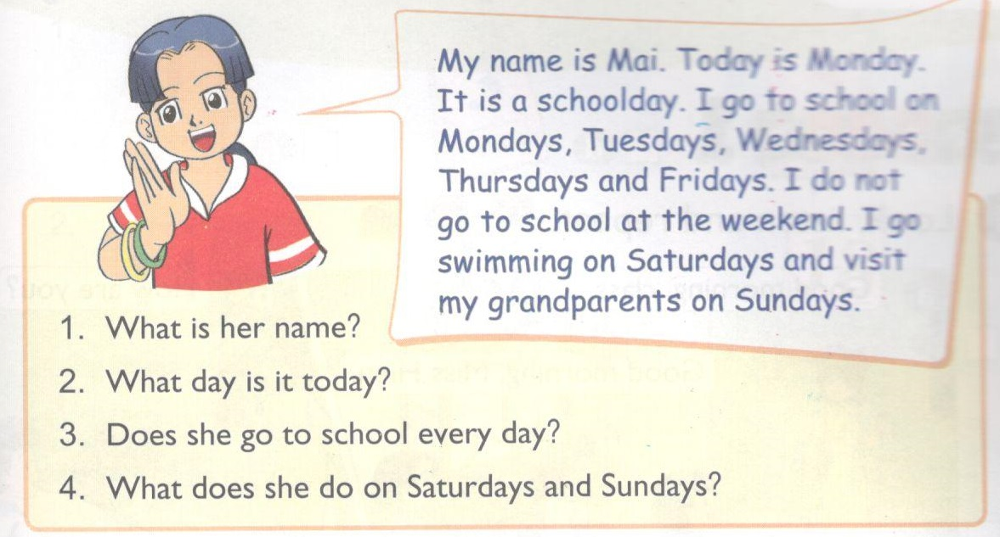 My name is Mai. Today is Monday.
It is a schoolday. I go to school on
Mondays, Tuesdays, Wednesdays,
Thursdays and Fridays. I do not
go to school at the weekend. I go
swimming on Saturdays and visit
my grandparents on Sundays.
1. What is her name?
2. What day is it today?
3. Does she go to school every day?
4. What does she do on Saturdays and Sundays?